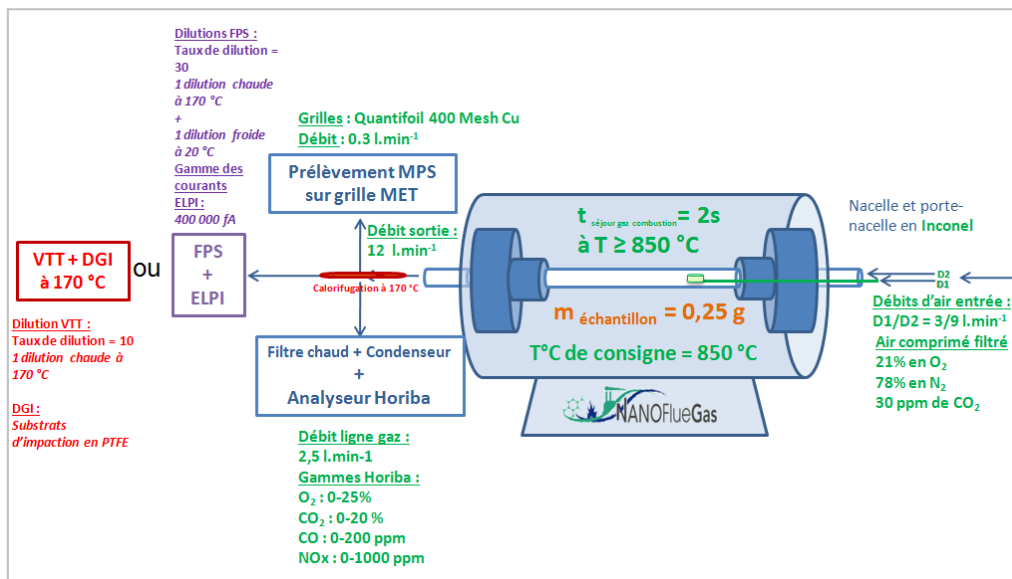 Dilutions FPS :
Taux de dilution =
30
1 dilution chaude
à 170 °C
+
1 dilution froide
à 20°C
Gamme des
courants
ELPI :
400 000 fA
Grilles : Quantifoil 400 Mesh Cu
Débit : 0.3 l.min⁻¹
Prélèvement MPS
sur grille MET
Débit sortie :
12 l.min⁻¹
VTT + DGI
à 170 °C
ou
FPS
+
ELPI
Calorifugation à 170 °C
Dilution VTT :
Taux de dilution = 10
1 dilution chaude à
170 °C
DGI :
Substrats
d'impaction en PTFE
Filtre chaud + Condenseur
+
Analyseur Horiba
Débit ligne gaz :
2,5 l.min-1
Gammes Horiba :
O₂ : 0-25%
CO₂ : 0-20 %
CO : 0-200 ppm
NOx : 0-1000 ppm
t séjour gaz combustion = 2s
à T ≥ 850 °C
m échantillon = 0,25 g
T°C de consigne = 850 °C
NANOFlueGas
Nacelle et porte-
nacelle en Inconel
D2
D1
Débits d'air entrée :
D1/D2 = 3/9 l.min⁻¹
Air comprimé filtré
21% en O₂
78% en N₂
30 ppm de CO₂